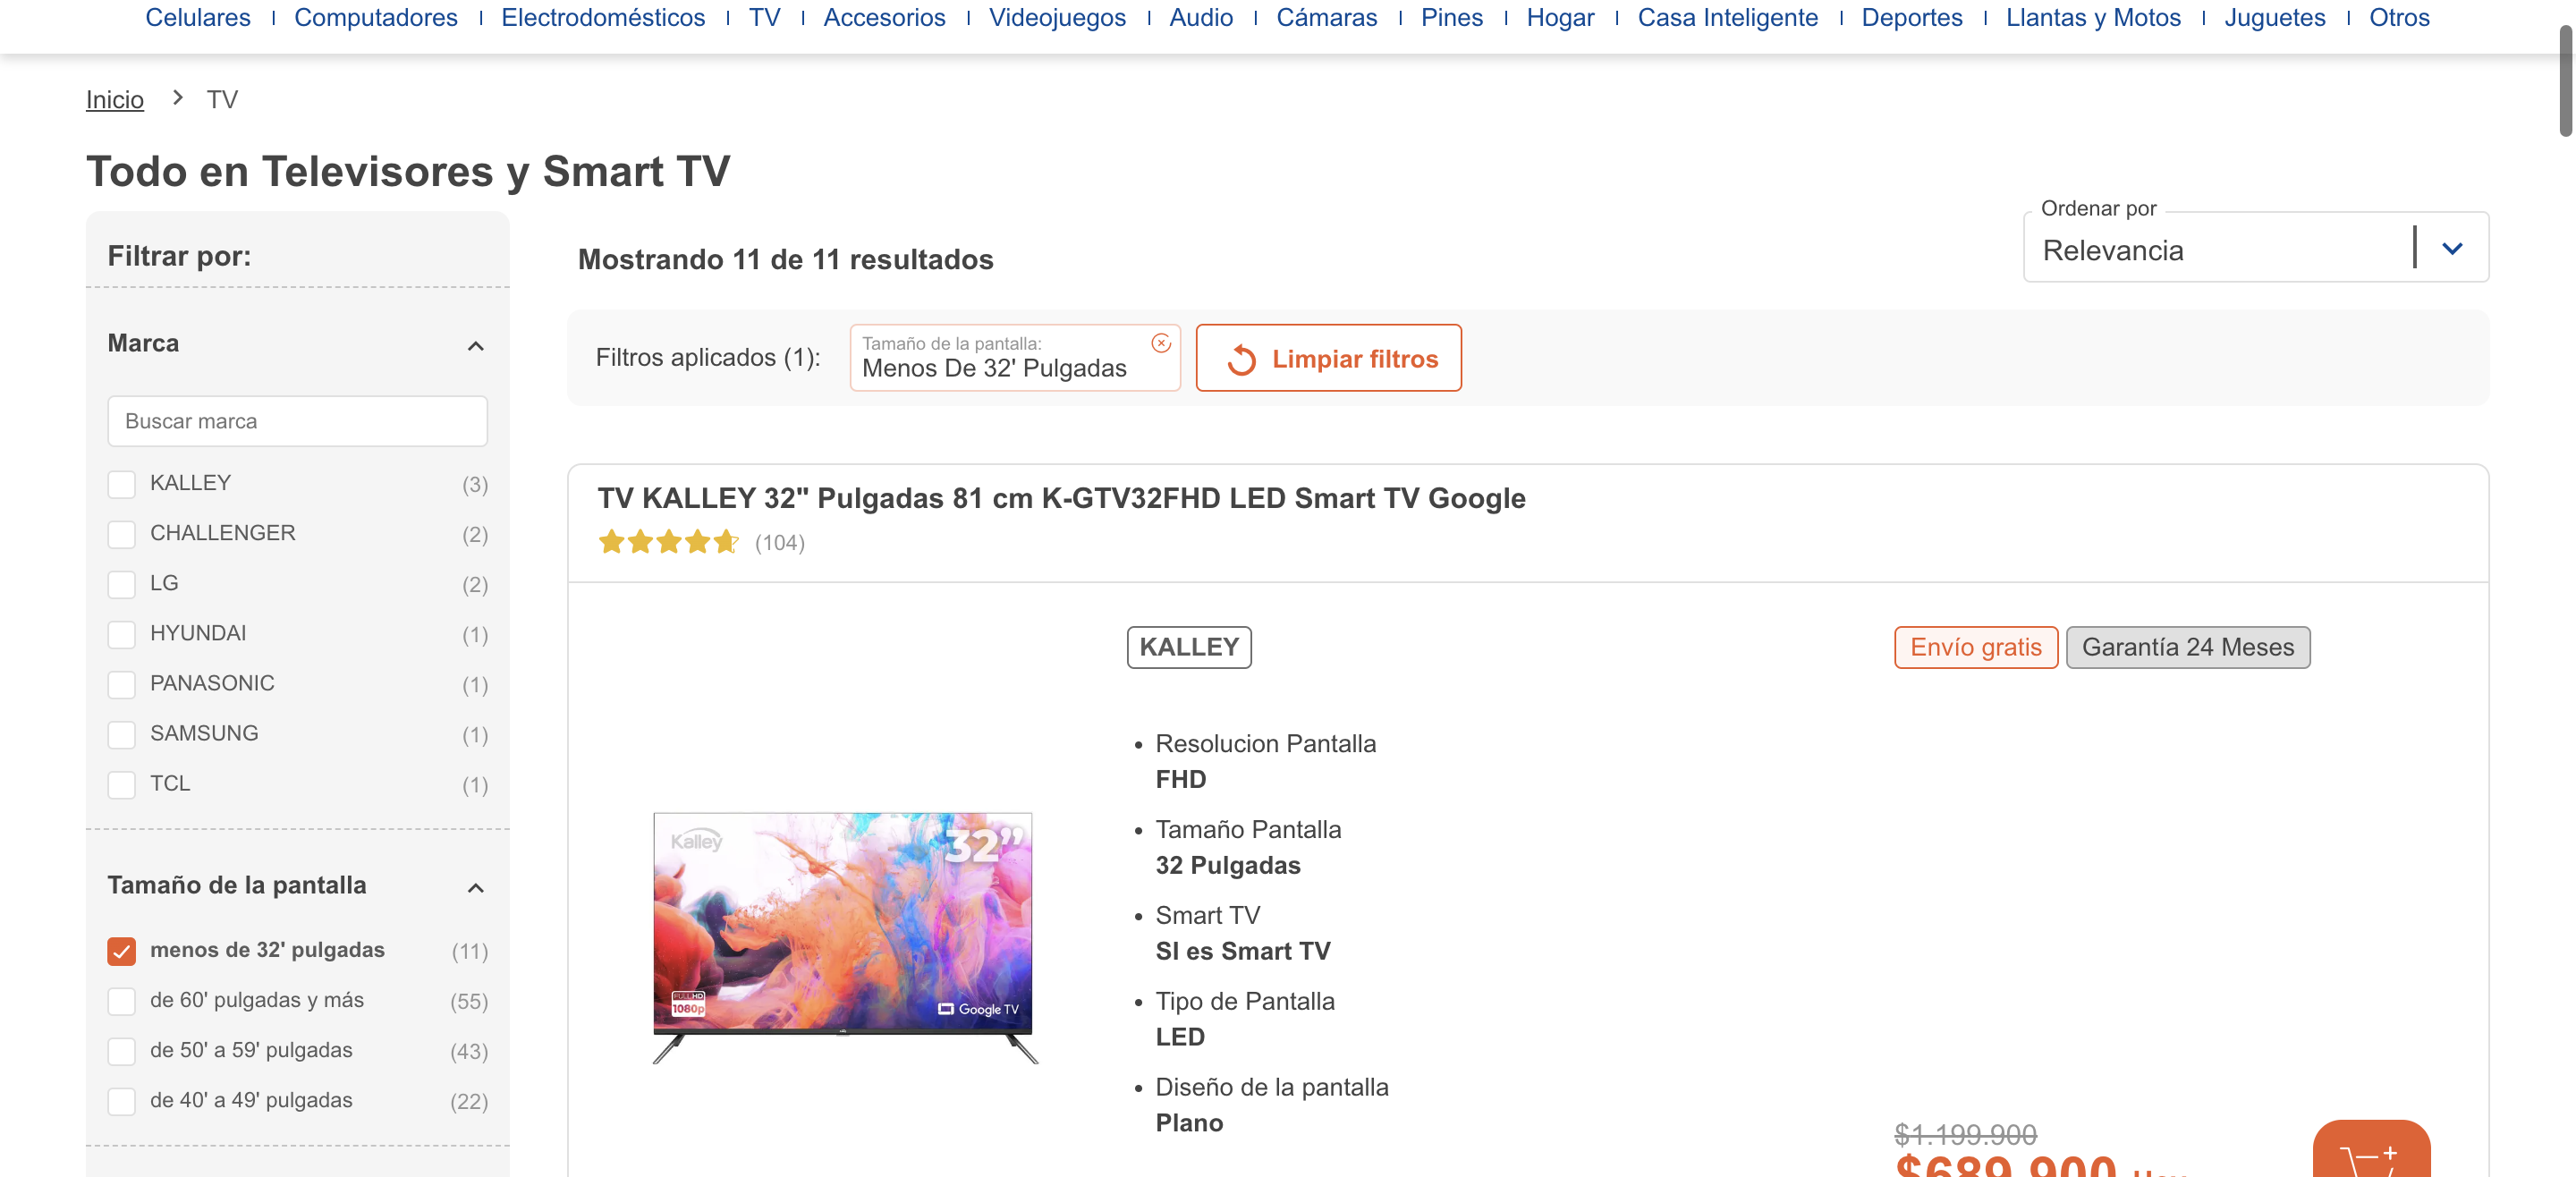 Celulares | Computadores | Electrodomésticos | TV | Accesorios | Videojuegos | Audio | Cámaras | Pines | Hogar | Casa Inteligente | Deportes | Llantas y Motos | Juguetes | Otros
Inicio > TV
Todo en Televisores y Smart TV
Filtrar por:
Marca
Buscar marca
KALLEY (3)
CHALLENGER (2)
LG (2)
HYUNDAI (1)
PANASONIC (1)
SAMSUNG (1)
TCL (1)
Tamaño de la pantalla
menos de 32' pulgadas (11)
de 60' pulgadas y más (55)
de 50' a 59' pulgadas (43)
de 40' a 49' pulgadas (22)
Mostrando 11 de 11 resultados
Ordenar por
Relevancia
Filtros aplicados (1):
Tamaño de la pantalla:
Menos De 32' Pulgadas
Limpiar filtros
TV KALLEY 32" Pulgadas 81 cm K-GTV32FHD LED Smart TV Google
(104)
Kalley
32”
FULL HD
1080p
Google TV
KALLEY
Resolucion Pantalla
FHD
Tamaño Pantalla
32 Pulgadas
Smart TV
SI es Smart TV
Tipo de Pantalla
LED
Diseño de la pantalla
Plano
Envío gratis
Garantía 24 Meses
$1.199.900
$689.900 Hoy